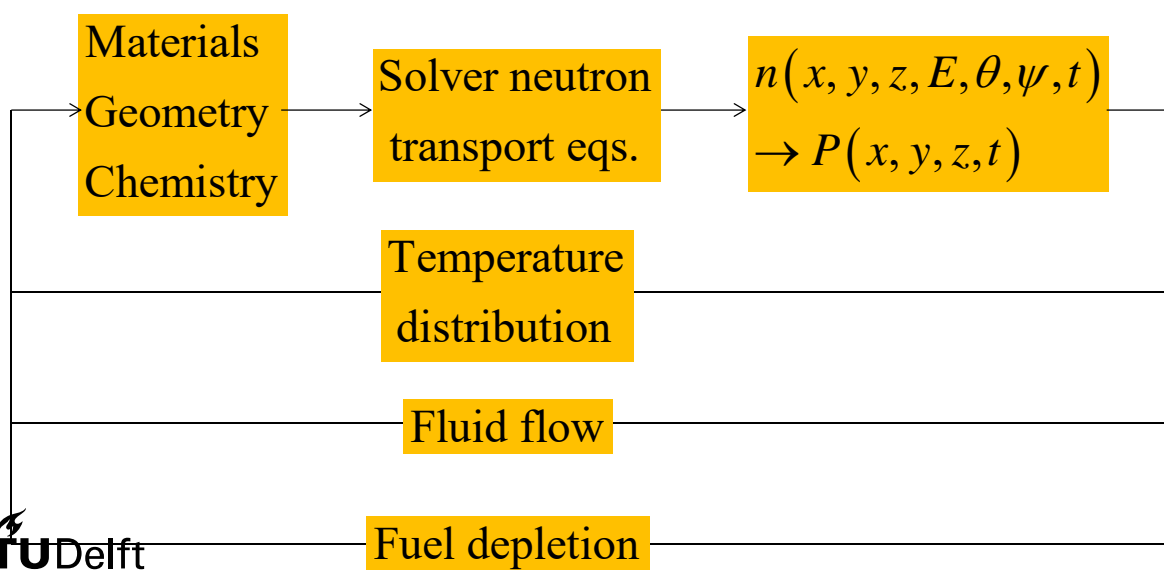 Materials
Geometry
Chemistry
Solver neutron
transport eqs.
n(x, y, z, E, θ, ψ, t)
→ P(x, y, z, t)
Temperature
distribution
Fluid flow
Fuel depletion
TUDelft